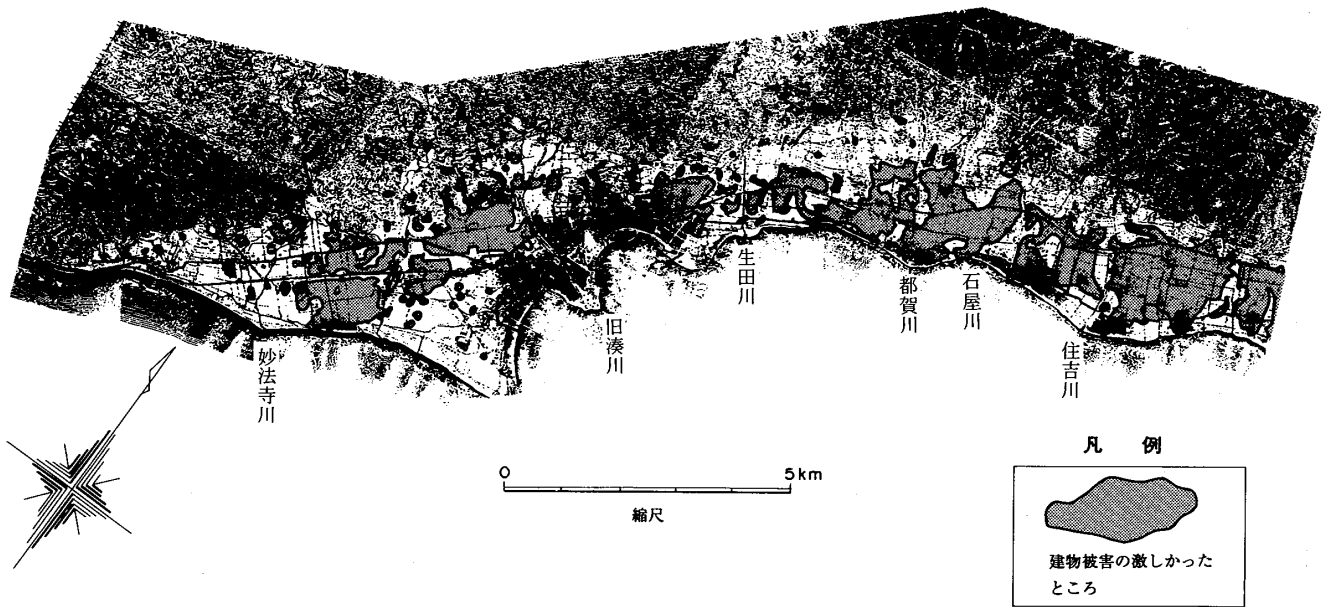 生田川
都賀川
石屋川
旧湊川
住吉川
妙法寺川
0 5km
縮尺
凡 例
建物被害の激しかった
ところ